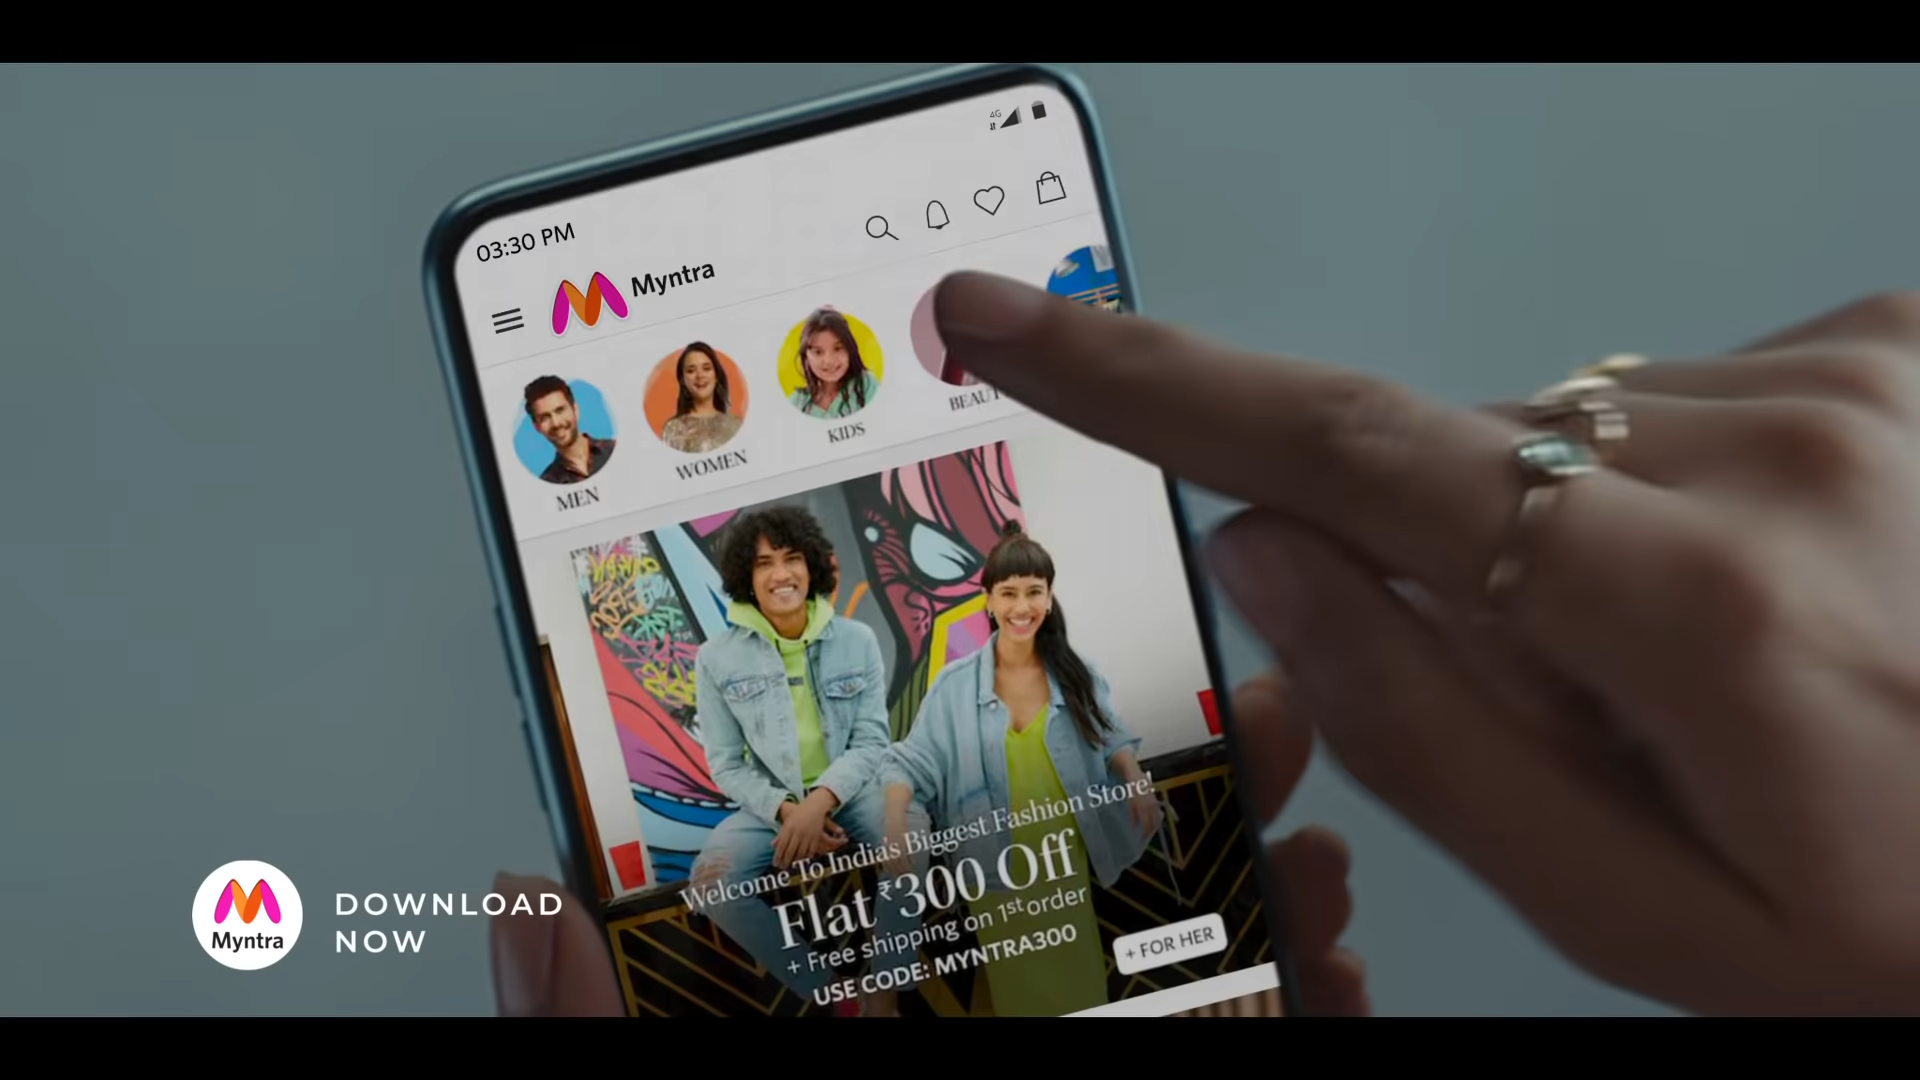 4G
03:30 PM
Myntra
MEN
WOMEN
KIDS
Welcome To India's Biggest Fashion Store!
Flat ₹300 Off
+ Free shipping on 1st order
USE CODE: MYNTRA300
+ FOR HER
Myntra
DOWNLOAD
NOW